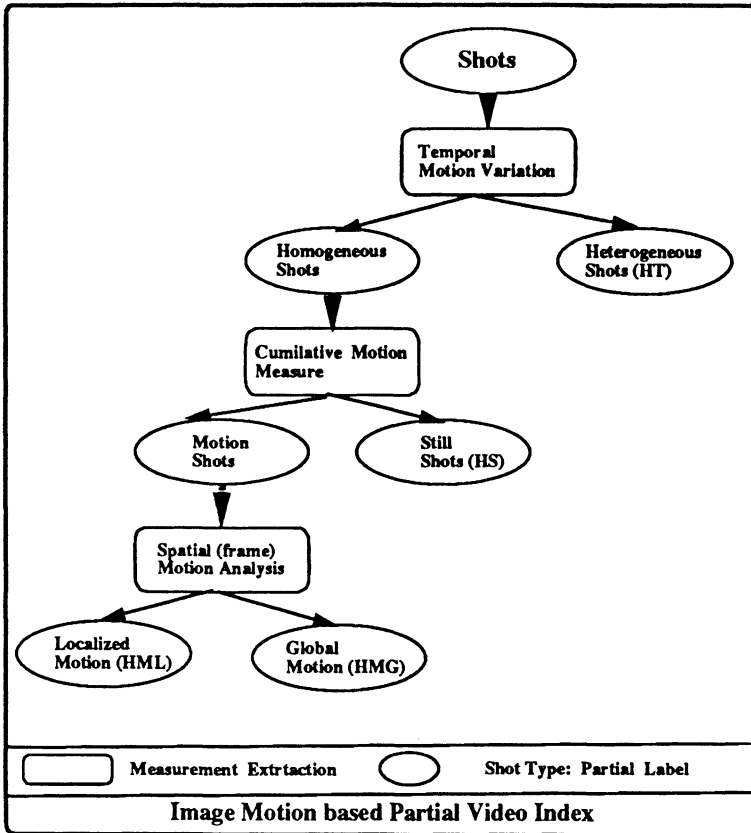 Shots
Temporal
Motion Variation
Homogeneous
Shots
Heterogeneous
Shots (HT)
Cumilative Motion
Measure
Motion
Shots
Still
Shots (HS)
Spatial (frame)
Motion Analysis
Localized
Motion (HML)
Global
Motion (HMG)
Measurement Extrtaction
Shot Type: Partial Label
Image Motion based Partial Video Index